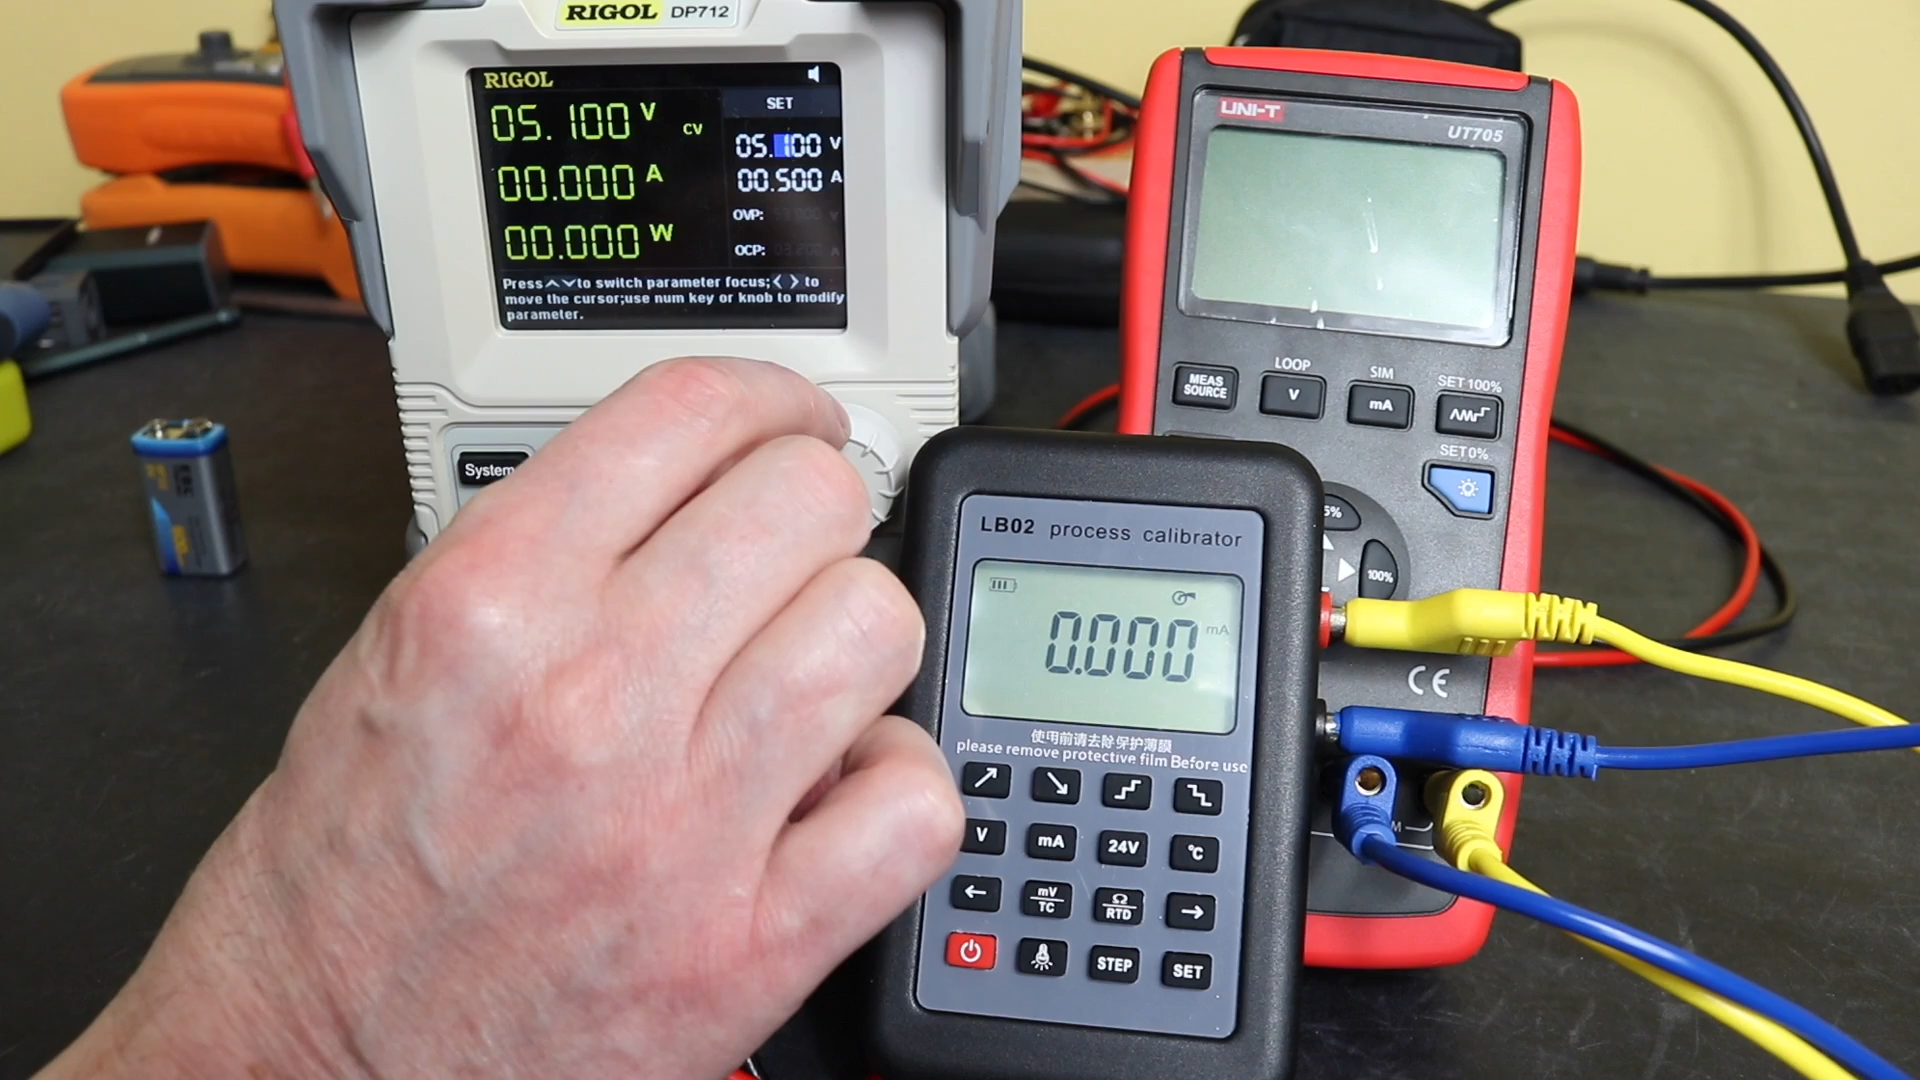 RIGOL DP712
RIGOL
05.100 V
CV
00.000 A
00.000 W
SET
05.100 V
00.500 A
OVP:
OCP:
Press to switch parameter focus; to
move the cursor;use num key or knob to modify
parameter.
System
UNI-T
UT705
LOOP
SIM
SET 100%
MEAS
SOURCE
V
mA
SET 0%
100%
CE
M
LB02 process calibrator
0.000 mA
使用前请去除保护薄膜
please remove protective film Before use
V
mA
24V
℃
mV
TC
Ω
RTD
STEP
SET